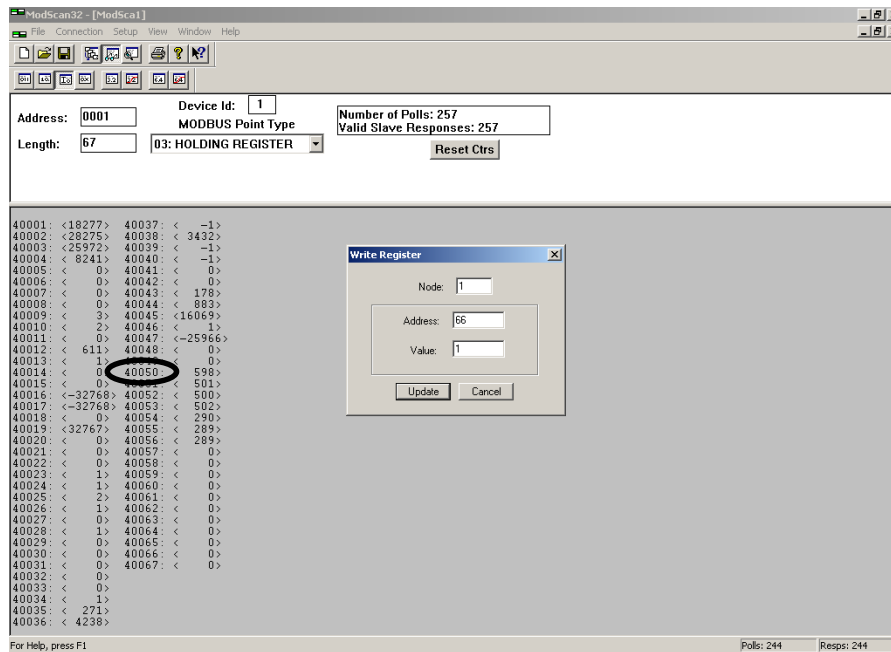 ModScan32 - [ModSca1]
File Connection Setup View Window Help
Address: 0001
Device Id: 1
MODBUS Point Type
Length: 67
03: HOLDING REGISTER
Number of Polls: 257
Valid Slave Responses: 257
Reset Ctrs
40001: <18277> 40037: < -1>
40002: <28275> 40038: < 3432>
40003: <25972> 40039: < -1>
40004: < 8241> 40040: < -1>
40005: < 0> 40041: < 0>
40006: < 0> 40042: < 0>
40007: < 0> 40043: < 178>
40008: < 0> 40044: < 883>
40009: < 3> 40045: <16069>
40010: < 2> 40046: < 1>
40011: < 0> 40047: <-25966>
40012: < 611> 40048: < 0>
40013: < 1> < 0>
40014: < 0 40050: < 598>
40015: < 0> < 501>
40016: <-32768> 40052: < 500>
40017: <-32768> 40053: < 502>
40018: < 0> 40054: < 290>
40019: <32767> 40055: < 289>
40020: < 0> 40056: < 289>
40021: < 0> 40057: < 0>
40022: < 0> 40058: < 0>
40023: < 1> 40059: < 0>
40024: < 1> 40060: < 0>
40025: < 2> 40061: < 0>
40026: < 1> 40062: < 0>
40027: < 0> 40063: < 0>
40028: < 1> 40064: < 0>
40029: < 0> 40065: < 0>
40030: < 0> 40066: < 0>
40031: < 0> 40067: < 0>
40032: < 0>
40033: < 0>
40034: < 1>
40035: < 271>
40036: < 4238>
Write Register
Node: 1
Address: 66
Value: 1
Update Cancel
For Help, press F1
Polls: 244 Resps: 244